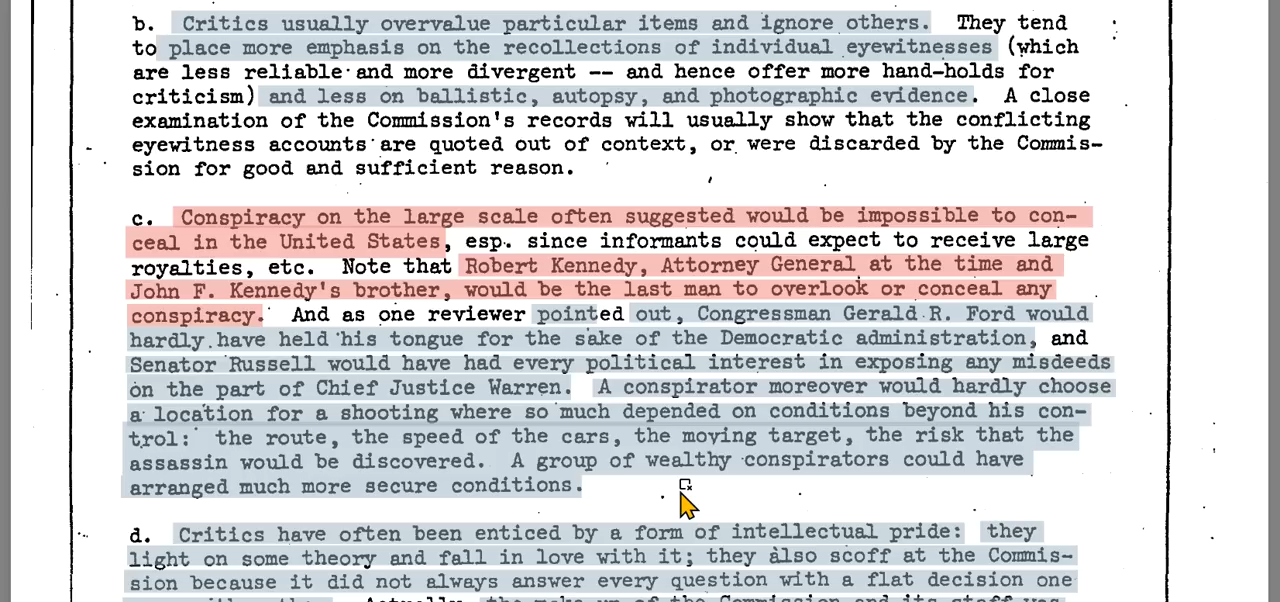 b. Critics usually overvalue particular items and ignore others. They tend
to place more emphasis on the recollections of individual eyewitnesses (which
are less reliable and more divergent -- and hence offer more hand-holds for
criticism) and less on ballistic, autopsy, and photographic evidence. A close
examination of the Commission's records will usually show that the conflicting
eyewitness accounts are quoted out of context, or were discarded by the Commis-
sion for good and sufficient reason.
c. Conspiracy on the large scale often suggested would be impossible to con-
ceal in the United States, esp. since informants could expect to receive large
royalties, etc. Note that Robert Kennedy, Attorney General at the time and
John F. Kennedy's brother, would be the last man to overlook or conceal any
conspiracy. And as one reviewer pointed out, Congressman Gerald R. Ford would
hardly have held his tongue for the sake of the Democratic administration, and
Senator Russell would have had every political interest in exposing any misdeeds
on the part of Chief Justice Warren. A conspirator moreover would hardly choose
a location for a shooting where so much depended on conditions beyond his con-
trol: the route, the speed of the cars, the moving target, the risk that the
assassin would be discovered. A group of wealthy conspirators could have
arranged much more secure conditions.
d. Critics have often been enticed by a form of intellectual pride: they
light on some theory and fall in love with it; they also scoff at the Commis-
sion because it did not always answer every question with a flat decision one